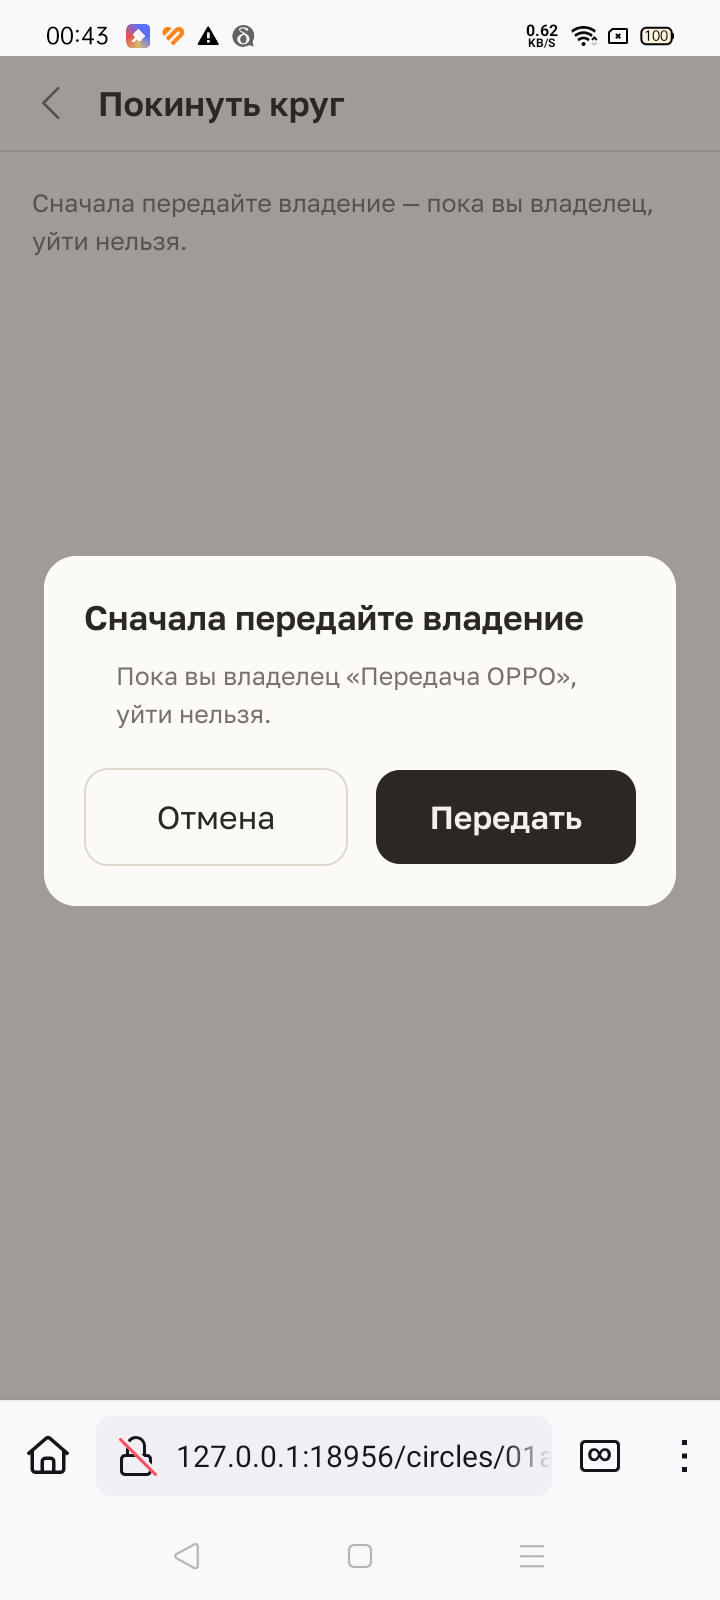 00:43
0.62
KB/S
100
Покинуть круг
Сначала передайте владение — пока вы владелец,
уйти нельзя.
Сначала передайте владение
Пока вы владелец «Передача OPPO»,
уйти нельзя.
Отмена
Передать
127.0.0.1:18956/circles/01a